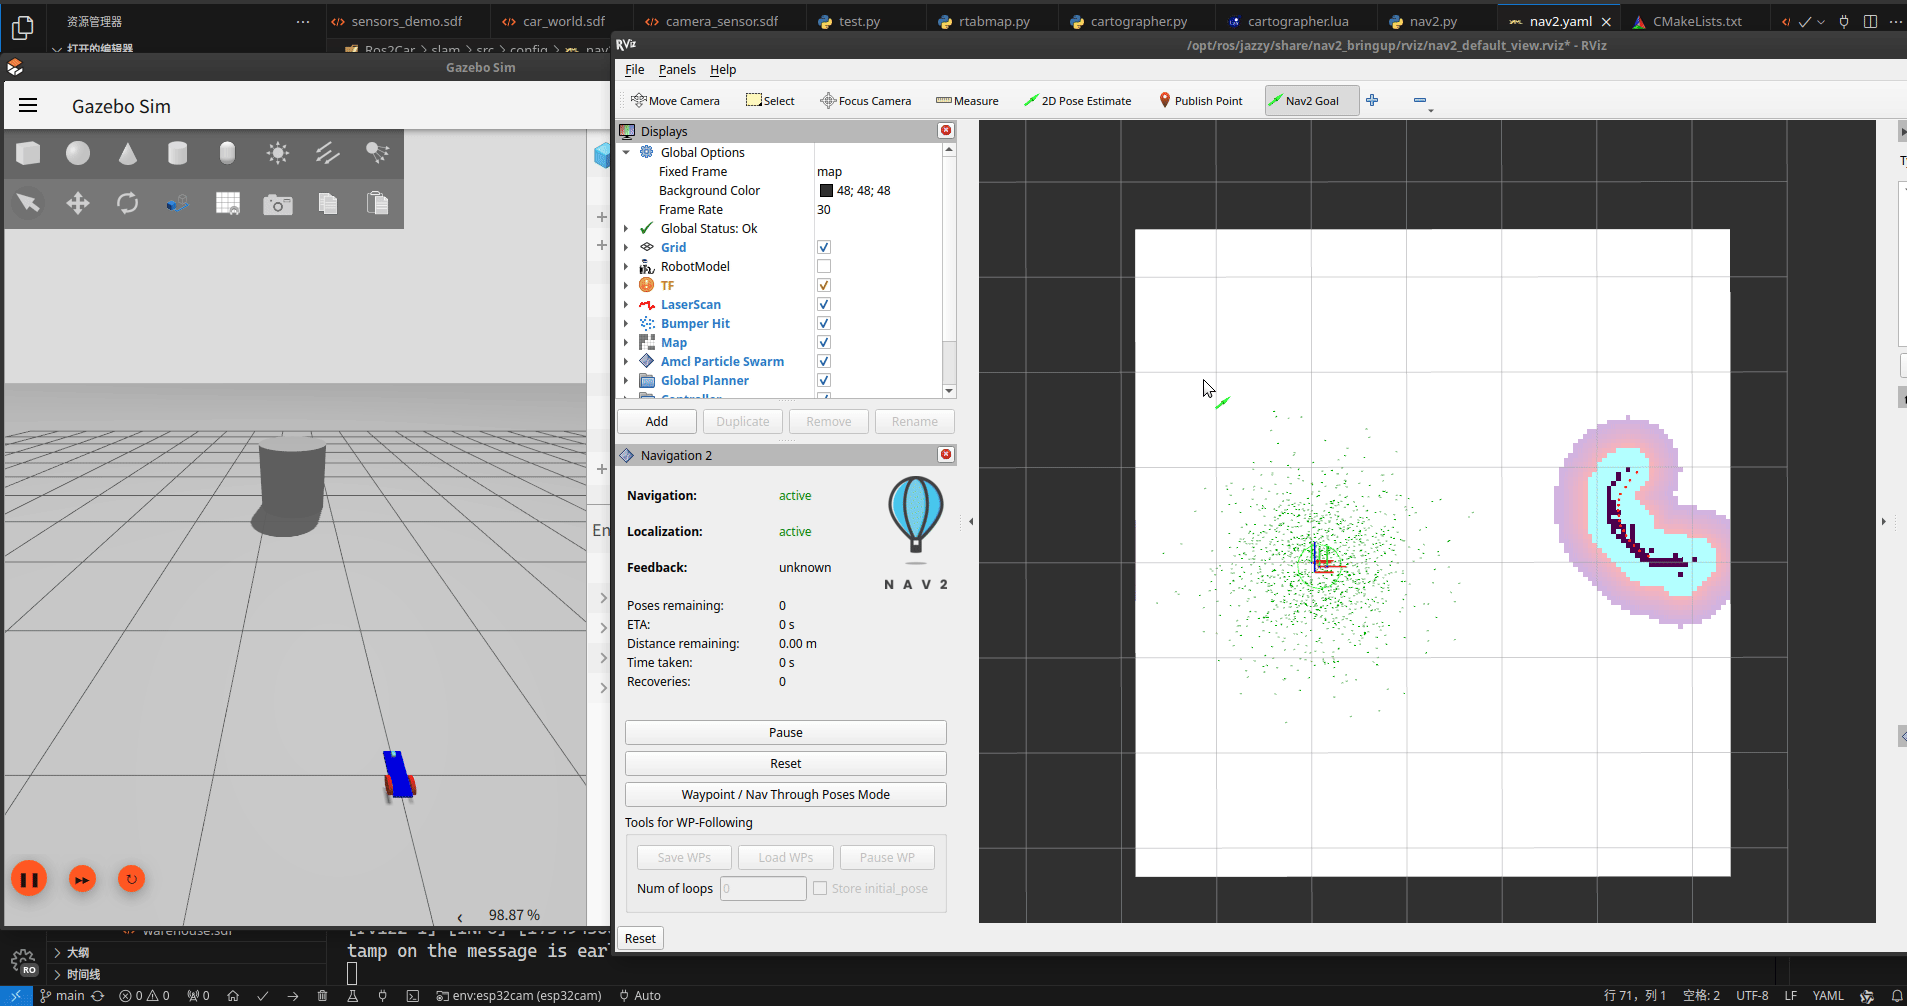 资源管理器
sensors_demo.sdf
car_world.sdf
camera_sensor.sdf
test.py
rtabmap.py
cartographer.py
cartographer.lua
nav2.py
nav2.yaml
CMakeLists.txt
打开的编辑器
Ros2Car > slam > src > config > nav
/opt/ros/jazzy/share/nav2_bringup/rviz/nav2_default_view.rviz* - RViz
Gazebo Sim
Gazebo Sim
File Panels Help
Move Camera
Select
Focus Camera
Measure
2D Pose Estimate
Publish Point
Nav2 Goal
Displays
Global Options
Fixed Frame map
Background Color 48; 48; 48
Frame Rate 30
Global Status: Ok
Grid
RobotModel
TF
LaserScan
Bumper Hit
Map
Amcl Particle Swarm
Global Planner
Controller
Add Duplicate Remove Rename
Navigation 2
Navigation: active
Localization: active
Feedback: unknown
NAV2
Poses remaining: 0
ETA: 0 s
Distance remaining: 0.00 m
Time taken: 0 s
Recoveries: 0
Pause
Reset
Waypoint / Nav Through Poses Mode
Tools for WP-Following
Save WPs Load WPs Pause WP
Num of loops 0 Store initial_pose
Reset
En
98.87 %
warehouse.sdf
大纲
时间线
tamp on the message is ear
RO
main
0 0
0
env:esp32cam (esp32cam)
Auto
行 71，列 1
空格: 2
UTF-8
LF
YAML